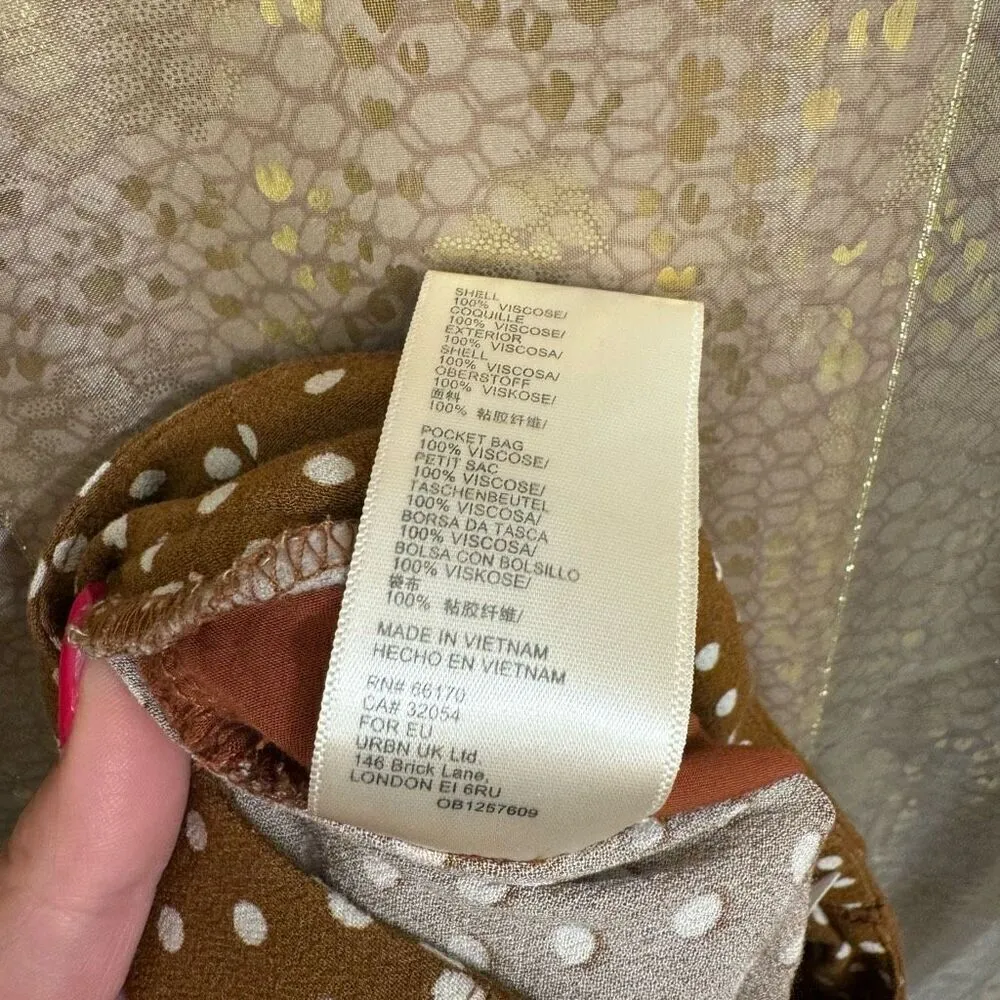 SHELL
100% VISCOSE/
COQUILLE
100% VISCOSE/
EXTERIOR
100% VISCOSA/
SHELL
100% VISCOSA/
OBERSTOFF
100% VISKOSE/
面料
100% 粘胶纤维/
POCKET BAG
100% VISCOSE/
PETIT SAC
100% VISCOSE/
TASCHENBEUTEL
100% VISCOSA/
BORSA DA TASCA
100% VISCOSA/
BOLSA CON BOLSILLO
100% VISKOSE/
袋布
100% 粘胶纤维/
MADE IN VIETNAM
HECHO EN VIETNAM
RN# 66170
CA# 32054
FOR EU
URBN UK Ltd.
146 Brick Lane,
LONDON E1 6RU
OB1257609